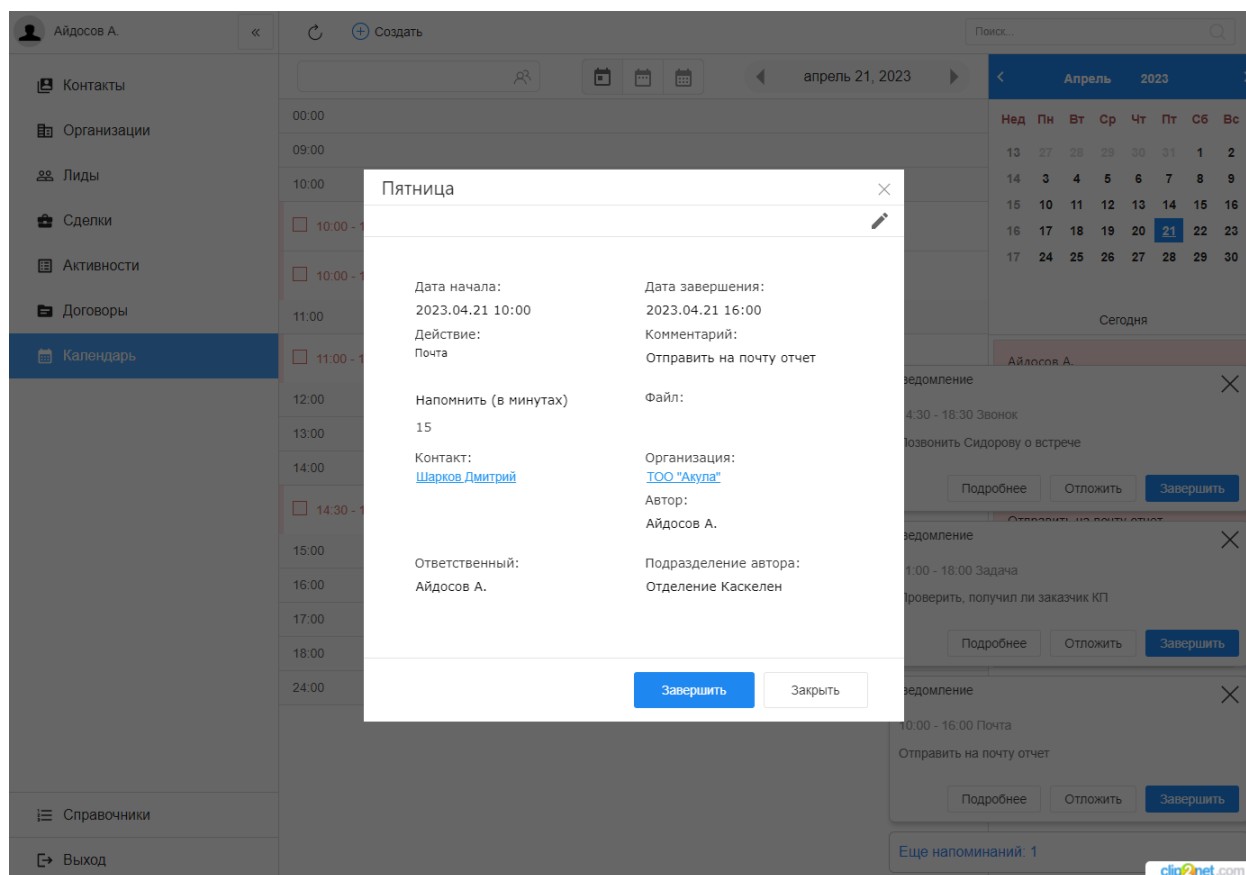 Айдосов А.
«
Создать
Поиск...
Контакты
Организации
Лиды
Сделки
Активности
Договоры
Календарь
Справочники
Выход
апрель 21, 2023
00:00
09:00
10:00
10:00 - 1
10:00 - 1
11:00
11:00 - 1
12:00
13:00
14:00
14:30 - 1
15:00
16:00
17:00
18:00
24:00
Пятница
Дата начала:
2023.04.21 10:00
Дата завершения:
2023.04.21 16:00
Действие:
Почта
Комментарий:
Отправить на почту отчет
Напомнить (в минутах)
15
Файл:
Контакт:
Шарков Дмитрий
Организация:
ТОО "Акула"
Автор:
Айдосов А.
Ответственный:
Айдосов А.
Подразделение автора:
Отделение Каскелен
Завершить
Закрыть
Апрель 2023
Нед Пн Вт Ср Чт Пт Сб Вс
13 27 28 29 30 31 1 2
14 3 4 5 6 7 8 9
15 10 11 12 13 14 15 16
16 17 18 19 20 21 22 23
17 24 25 26 27 28 29 30
Сегодня
Айдосов А.
ведомление
4:30 - 18:30 Звонок
Позвонить Сидорову о встрече
Подробнее Отложить Завершить
Отправить на почту отчет
ведомление
1:00 - 18:00 Задача
Проверить, получил ли заказчик КП
Подробнее Отложить Завершить
ведомление
10:00 - 16:00 Почта
Отправить на почту отчет
Подробнее Отложить Завершить
Еще напоминаний: 1
clip2net.com